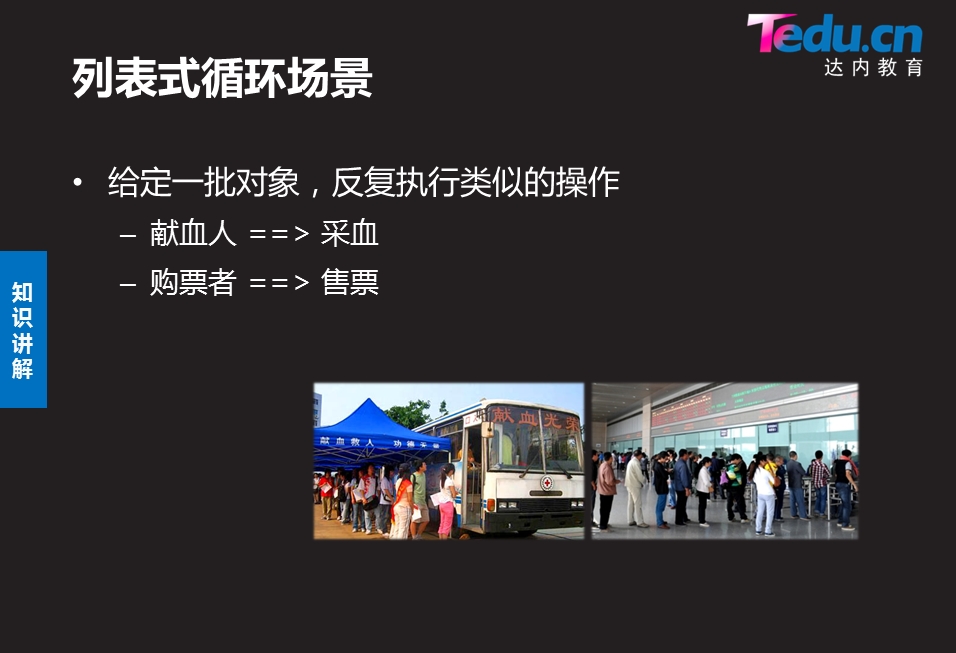 Tedu.cn
达内教育
列表式循环场景
• 给定一批对象，反复执行类似的操作
– 献血人 ==> 采血
– 购票者 ==> 售票
知识讲解
献血救人
献血光荣